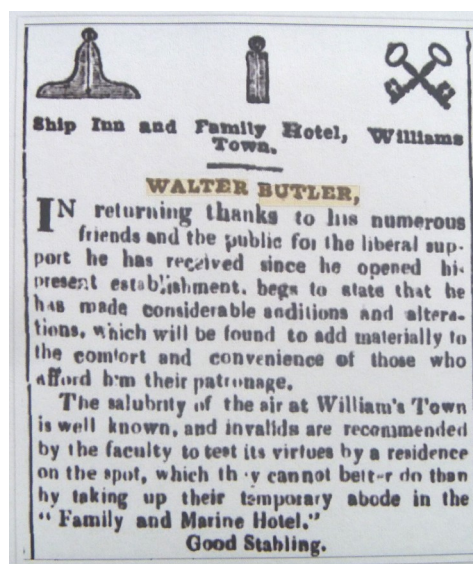 Ship Inn and Family Hotel, Williams
Town.
WALTER BUTLER,
IN returning thanks to his numerous
friends and the public for the liberal sup-
port he has received since he opened his
present establishment, begs to state that he
has made considerable additions and altera-
tions, which will be found to add materially to
the comfort and convenience of those who
afford him their patronage.
The salubrity of the air at William's Town
is well known, and invalids are recommended
by the faculty to test its virtues by a residence
on the spot, which they cannot better do than
by taking up their temporary abode in the
" Family and Marine Hotel."
Good Stabling.